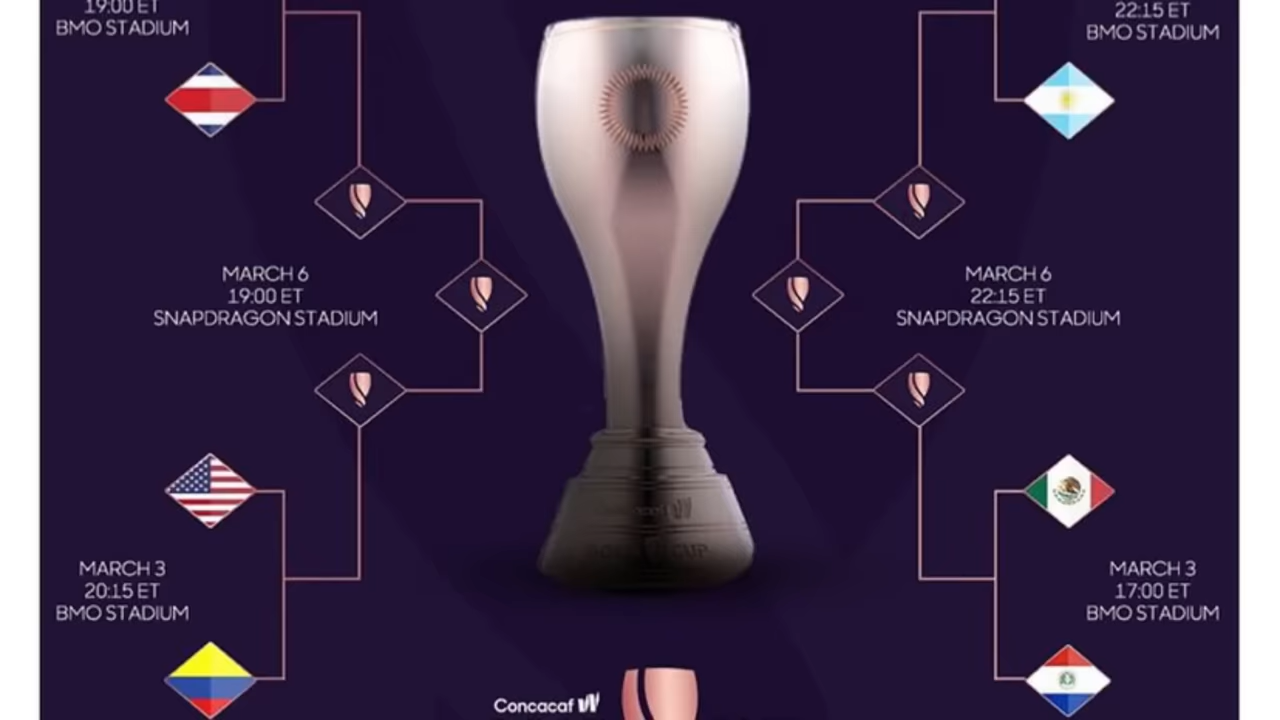 19:00 ET
BMO STADIUM
22:15 ET
BMO STADIUM
MARCH 6
19:00 ET
SNAPDRAGON STADIUM
MARCH 6
22:15 ET
SNAPDRAGON STADIUM
MARCH 3
20:15 ET
BMO STADIUM
MARCH 3
17:00 ET
BMO STADIUM
Concacaf W